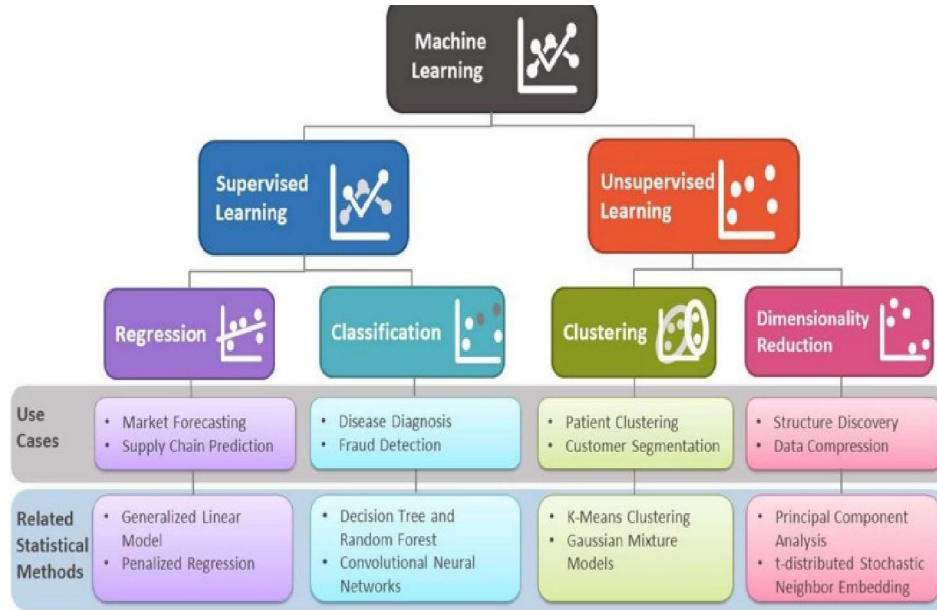 Machine
Learning
Supervised
Learning
Unsupervised
Learning
Regression
Classification
Clustering
Dimensionality
Reduction
Use
Cases
• Market Forecasting
• Supply Chain Prediction
• Disease Diagnosis
• Fraud Detection
• Patient Clustering
• Customer Segmentation
• Structure Discovery
• Data Compression
Related
Statistical
Methods
• Generalized Linear
Model
• Penalized Regression
• Decision Tree and
Random Forest
• Convolutional Neural
Networks
• K-Means Clustering
• Gaussian Mixture
Models
• Principal Component
Analysis
• t-distributed Stochastic
Neighbor Embedding